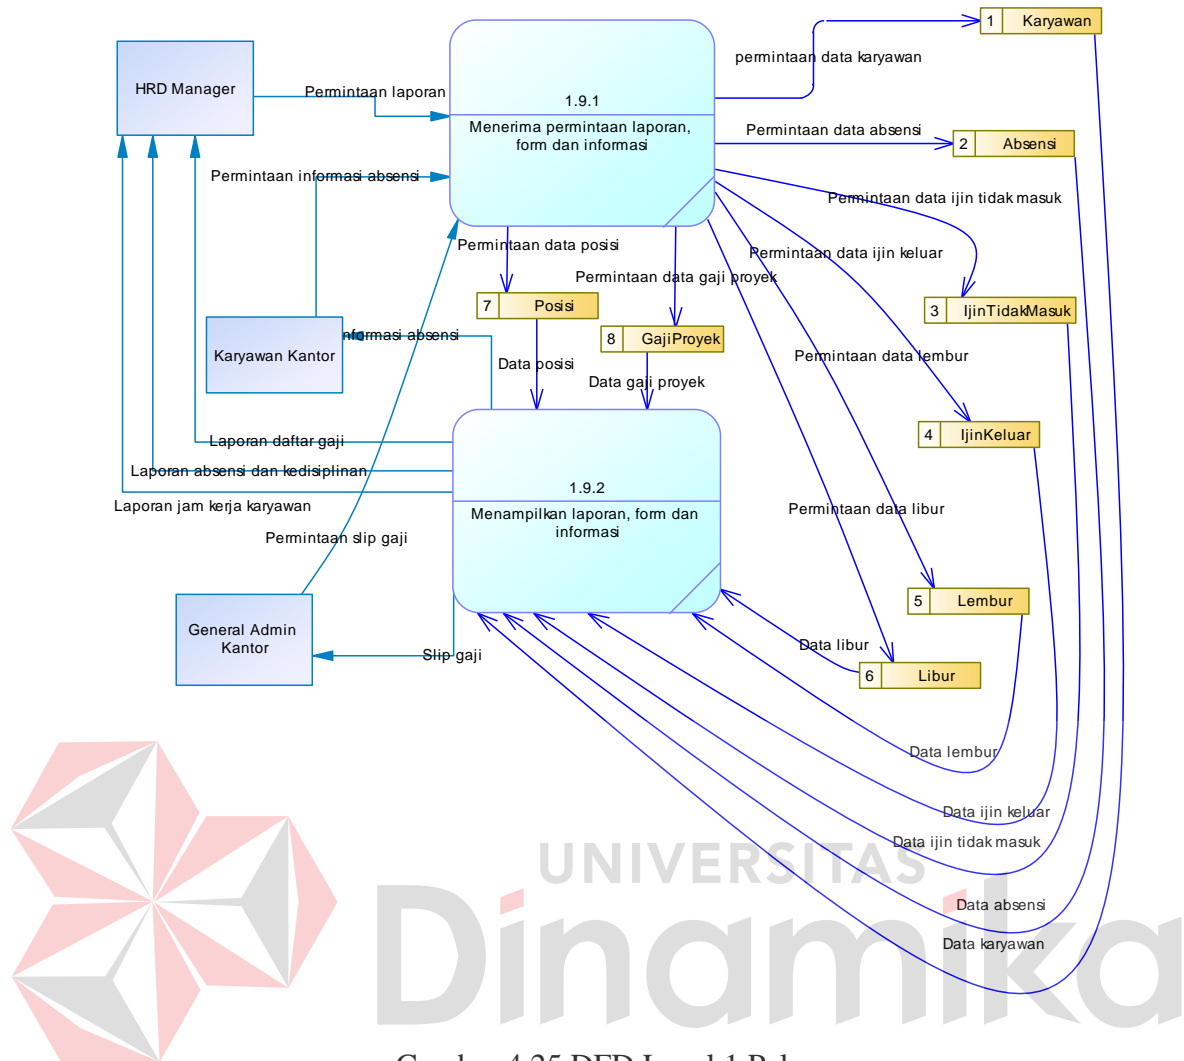 1 Karyawan
HRD Manager
permintaan data karyawan
Permintaan laporan
1.9.1
Menerima permintaan laporan,
form dan informasi
Permintaan data absensi
2 Absensi
Permintaan informasi absensi
Permintaan data ijin tidak masuk
Permintaan data posisi
Permintaan data ijin keluar
Permintaan data gaji proyek
7 Posisi
3 IjinTidakMasuk
8 GajiProyek
nformasi absensi
Karyawan Kantor
Data posisi
Permintaan data lembur
Data gaji proyek
4 IjinKeluar
Laporan daftar gaji
Laporan absensi dan kedisiplinan
1.9.2
Menampilkan laporan, form dan
informasi
Laporan jam kerja karyawan
Permintaan data libur
Permintaan slip gaji
5 Lembur
General Admin
Kantor
Slip gaji
Data libur
6 Libur
Data lembur
Data ijin keluar
Data ijin tidak masuk
UNIVERSITAS
Dinamika
Data absensi
Data karyawan